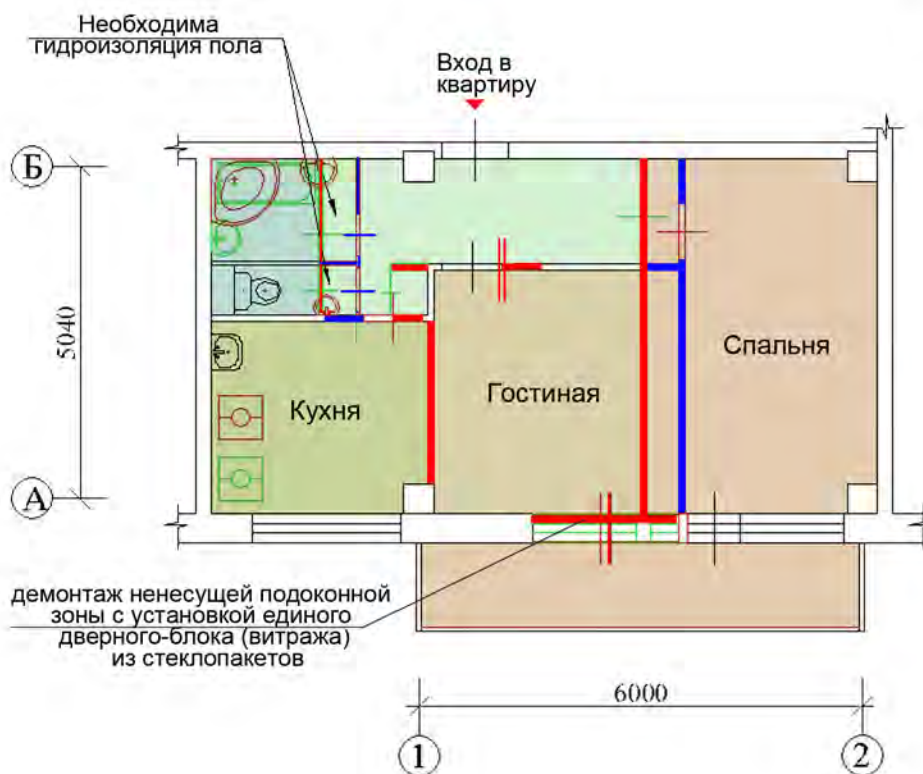 Необходима
гидроизоляция пола
Вход в
квартиру
Б
5040
Спальня
Гостиная
Кухня
А
демонтаж ненесущей подоконной
зоны с установкой единого
дверного-блока (витража)
из стеклопакетов
6000
1
2